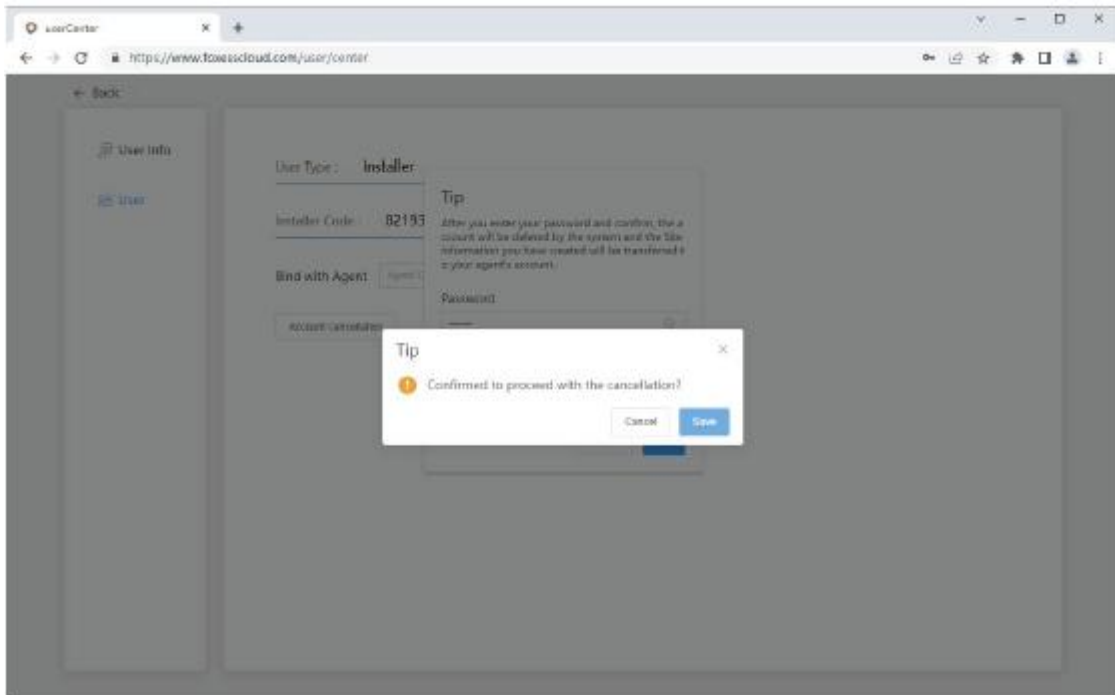 userCenter
https://www.foxesscloud.com/user/center
← Back
User Info
User
User Type : Installer
Installer Code : 82193
Bind with Agent
Account Cancellation
Tip
After you enter your password and confirm, the a
ccount will be deleted by the system and the Site
information you have created will be transferred t
o your agent's account.
Password
Tip
Confirmed to proceed with the cancellation?
Cancel
Save